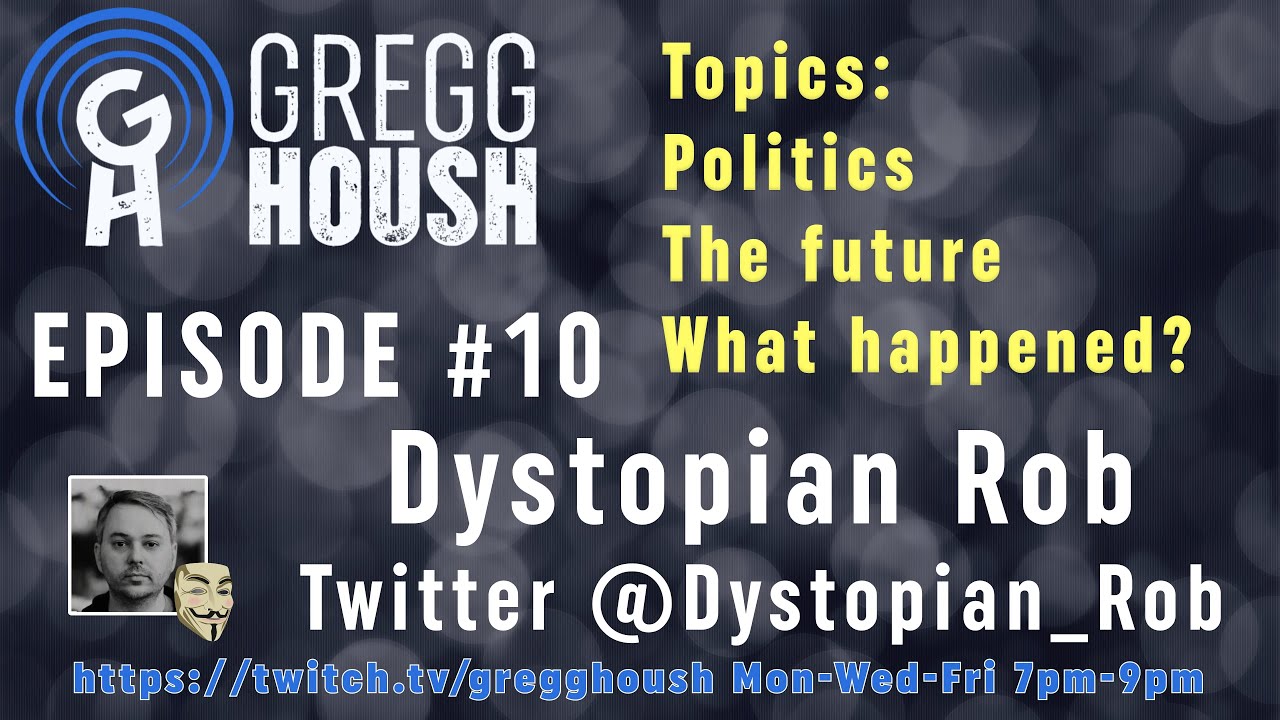 GH
GREGG
HOUSH
Topics:
Politics
The future
What happened?
EPISODE #10
Dystopian Rob
Twitter @Dystopian_Rob
https://twitch.tv/gregghoush Mon-Wed-Fri 7pm-9pm